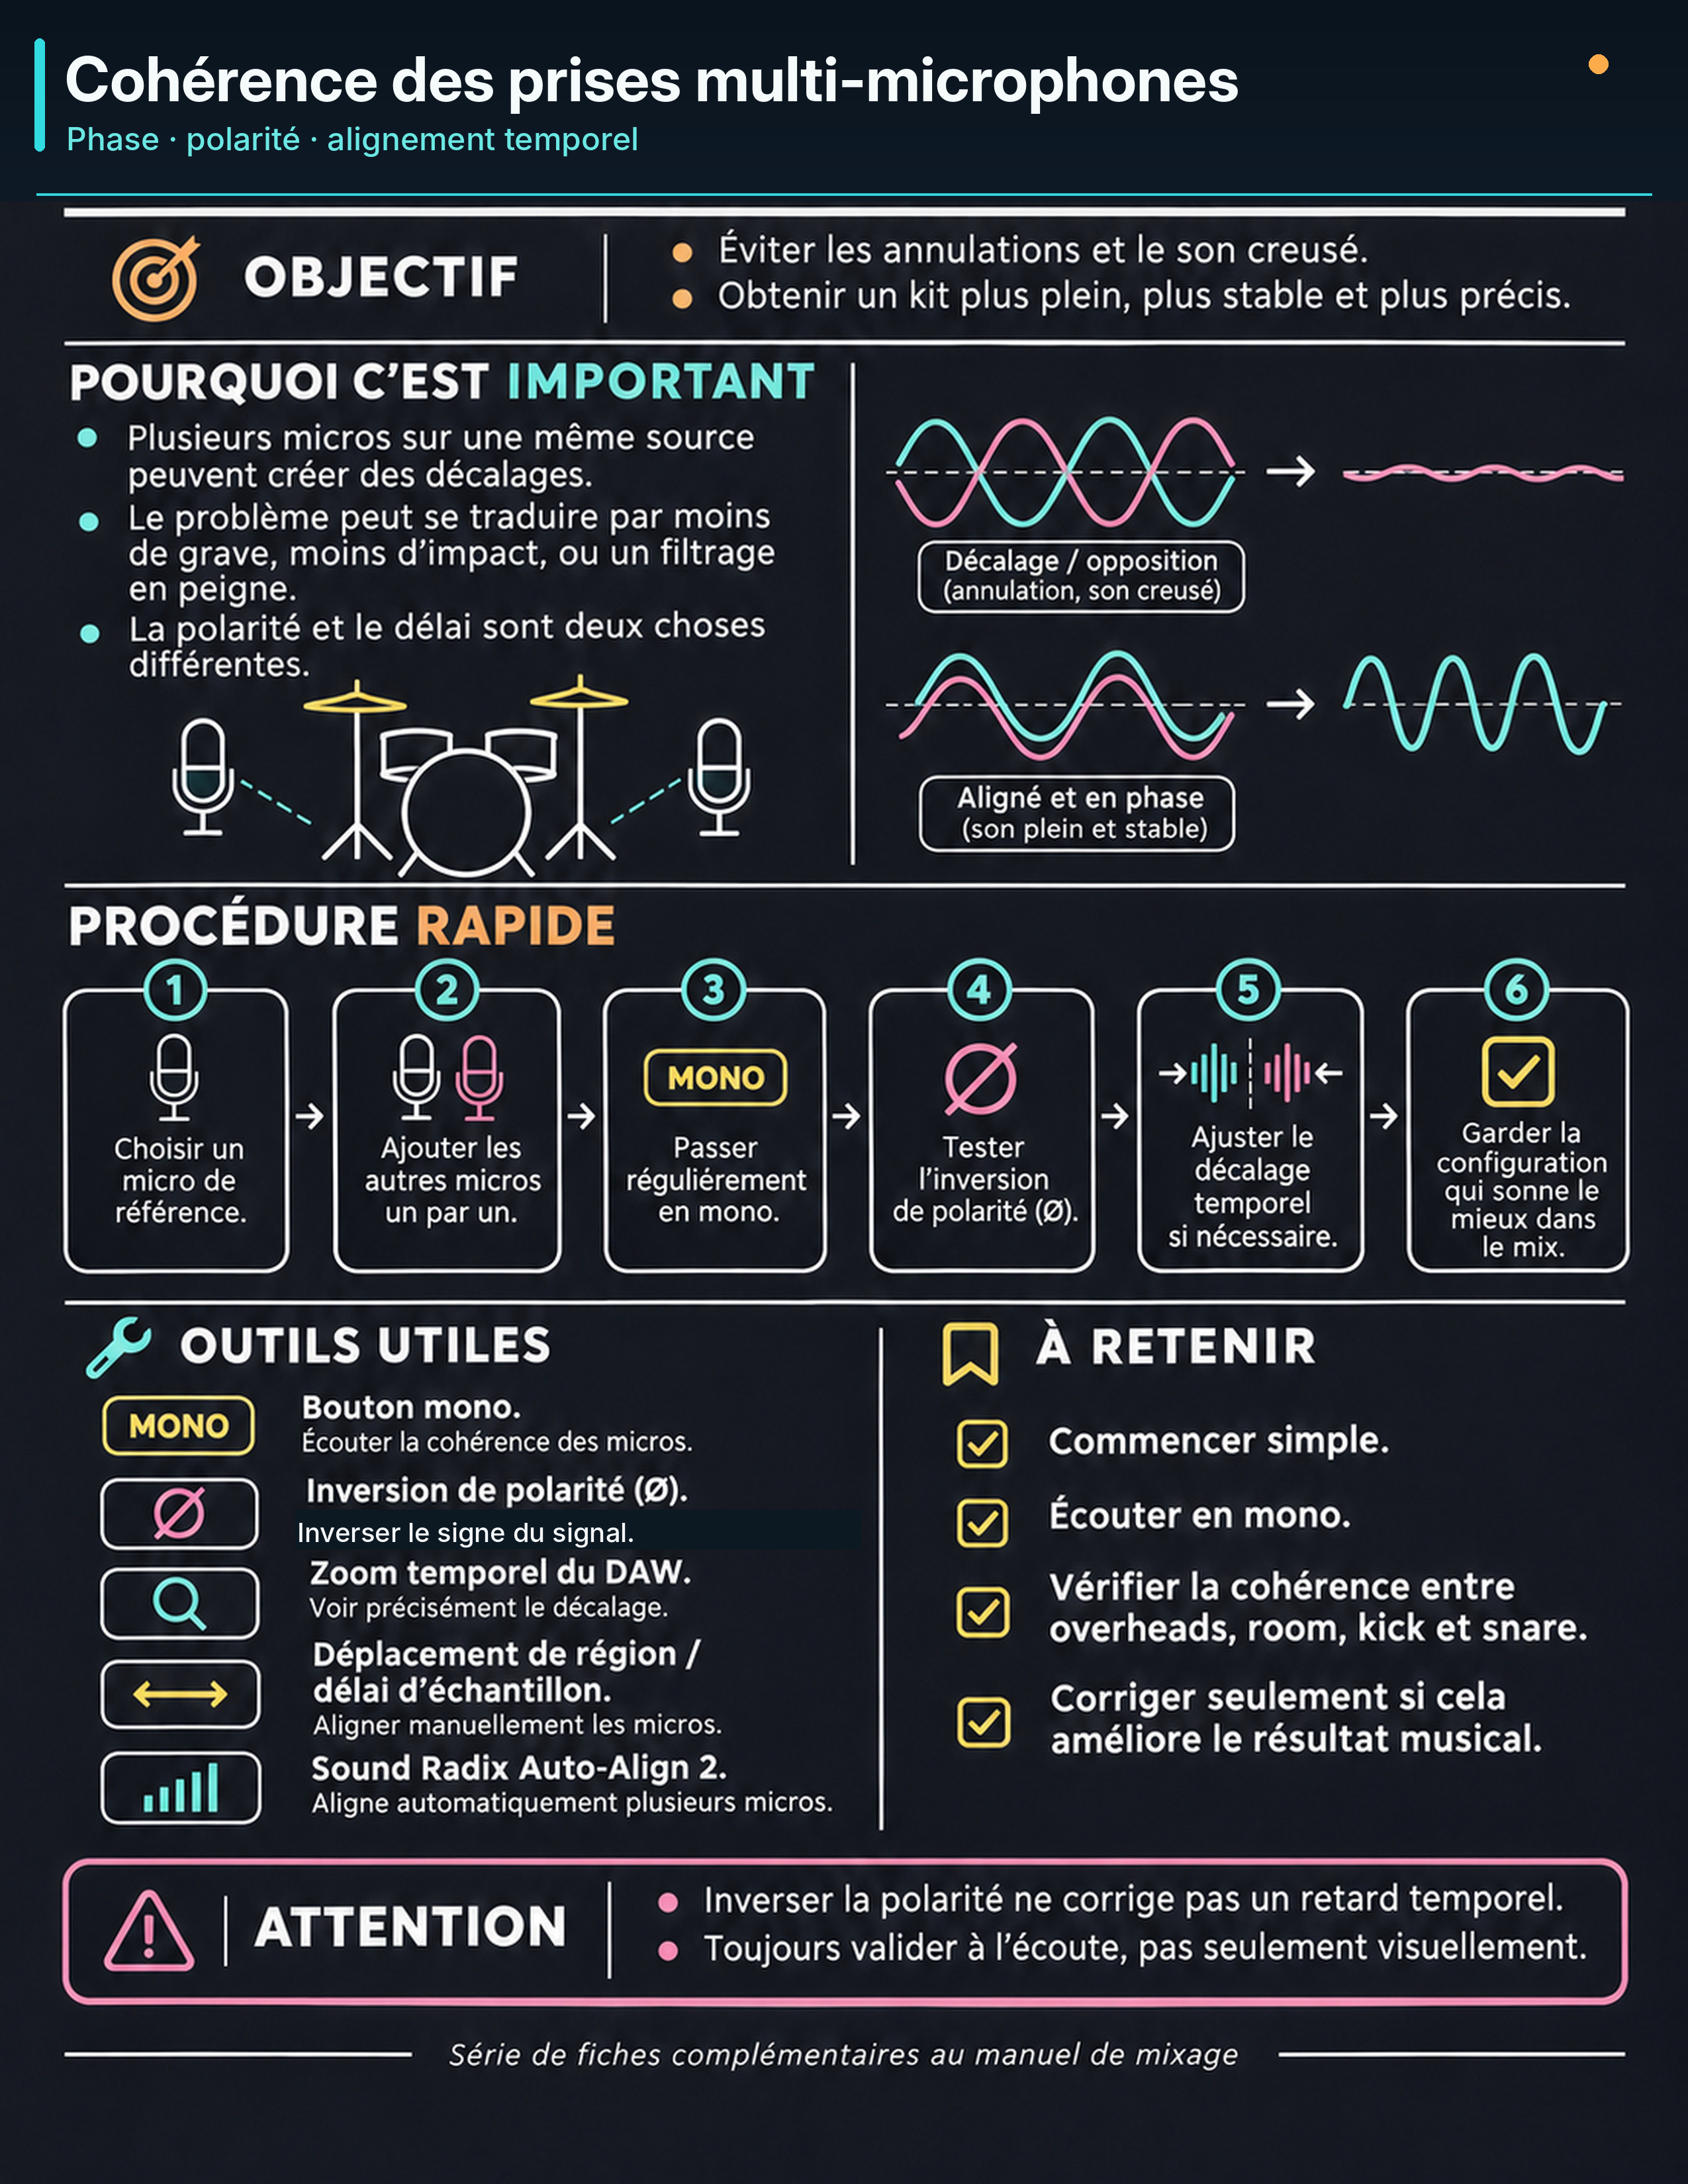 Cohérence des prises multi-microphones
Phase · polarité · alignement temporel
OBJECTIF
Éviter les annulations et le son creusé.
Obtenir un kit plus plein, plus stable et plus précis.
POURQUOI C’EST IMPORTANT
Plusieurs micros sur une même source
peuvent créer des décalages.
Le problème peut se traduire par moins
de grave, moins d’impact, ou un filtrage
en peigne.
La polarité et le délai sont deux choses
différentes.
Décalage / opposition
(annulation, son creusé)
Aligné et en phase
(son plein et stable)
PROCÉDURE RAPIDE
1
Choisir un
micro de
référence.
2
Ajouter les
autres micros
un par un.
3
MONO
Passer
réguliérement
en mono.
4
Tester
l’inversion
de polarité (Ø).
5
Ajuster le
décalage
temporel
si nécessaire.
6
Garder la
configuration
qui sonne le
mieux dans
le mix.
OUTILS UTILES
MONO
Bouton mono.
Écouter la cohérence des micros.
Inversion de polarité (Ø).
Inverser le signe du signal.
Zoom temporel du DAW.
Voir précisément le décalage.
Déplacement de région /
délai d’échantillon.
Aligner manuellement les micros.
Sound Radix Auto-Align 2.
Aligne automatiquement plusieurs micros.
À RETENIR
Commencer simple.
Écouter en mono.
Vérifier la cohérence entre
overheads, room, kick et snare.
Corriger seulement si cela
améliore le résultat musical.
ATTENTION
Inverser la polarité ne corrige pas un retard temporel.
Toujours valider à l’écoute, pas seulement visuellement.
Série de fiches complémentaires au manuel de mixage